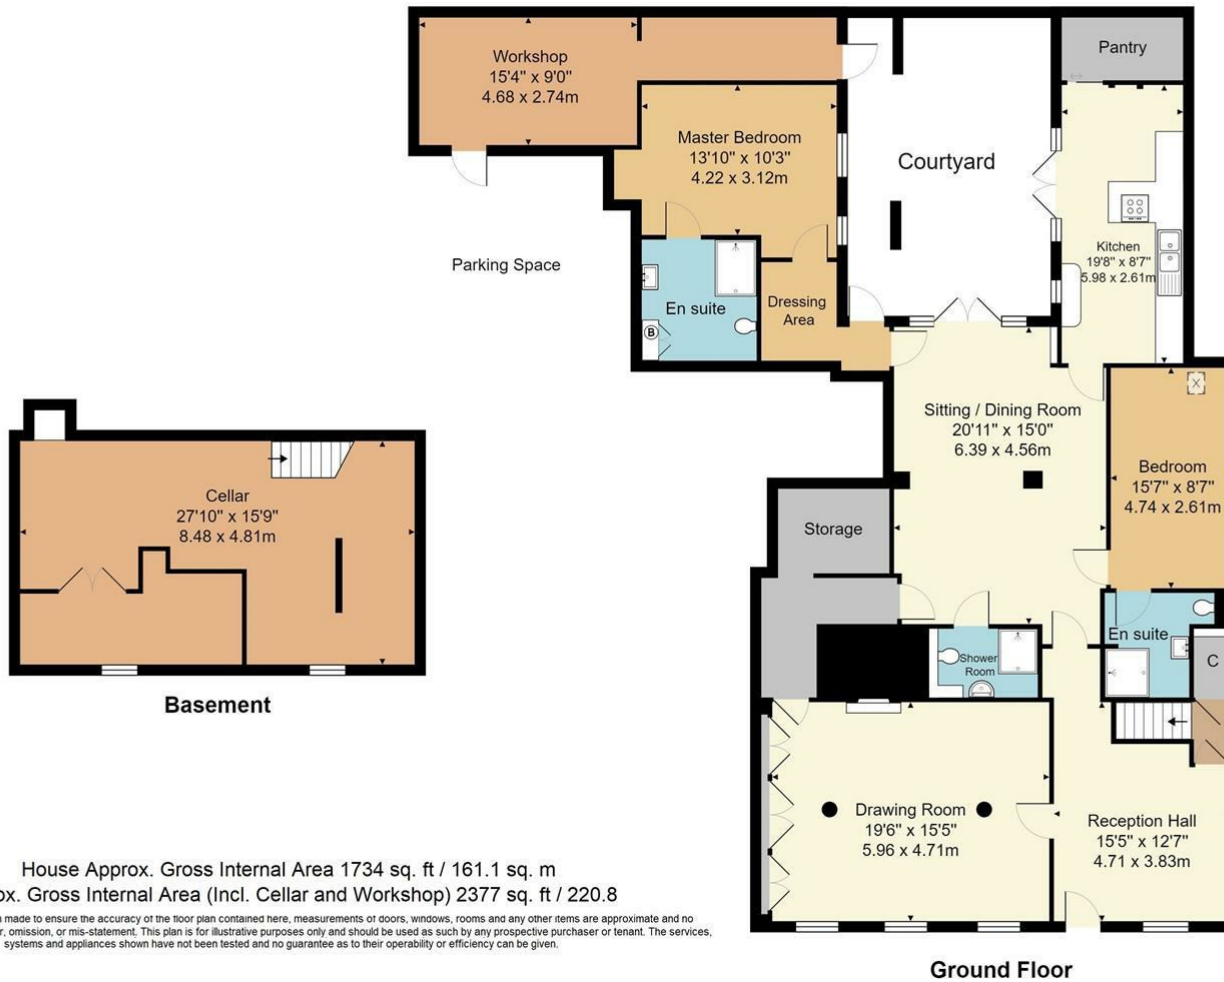 Workshop
15'4" x 9'0"
4.68 x 2.74m
Pantry
Master Bedroom
13'10" x 10'3"
4.22 x 3.12m
Courtyard
Kitchen
19'8" x 8'7"
5.98 x 2.61m
Parking Space
En suite
B
Dressing
Area
Sitting / Dining Room
20'11" x 15'0"
6.39 x 4.56m
Bedroom
15'7" x 8'7"
4.74 x 2.61m
Cellar
27'10" x 15'9"
8.48 x 4.81m
Storage
En suite
Shower
Room
C
Basement
Drawing Room
19'6" x 15'5"
5.96 x 4.71m
Reception Hall
15'5" x 12'7"
4.71 x 3.83m
House Approx. Gross Internal Area 1734 sq. ft / 161.1 sq. m
ox. Gross Internal Area (Incl. Cellar and Workshop) 2377 sq. ft / 220.8
made to ensure the accuracy of the floor plan contained here, measurements of doors, windows, rooms and any other items are approximate and no
, omission, or mis-statement. This plan is for illustrative purposes only and should be used as such by any prospective purchaser or tenant. The services,
systems and appliances shown have not been tested and no guarantee as to their operability or efficiency can be given.
Ground Floor